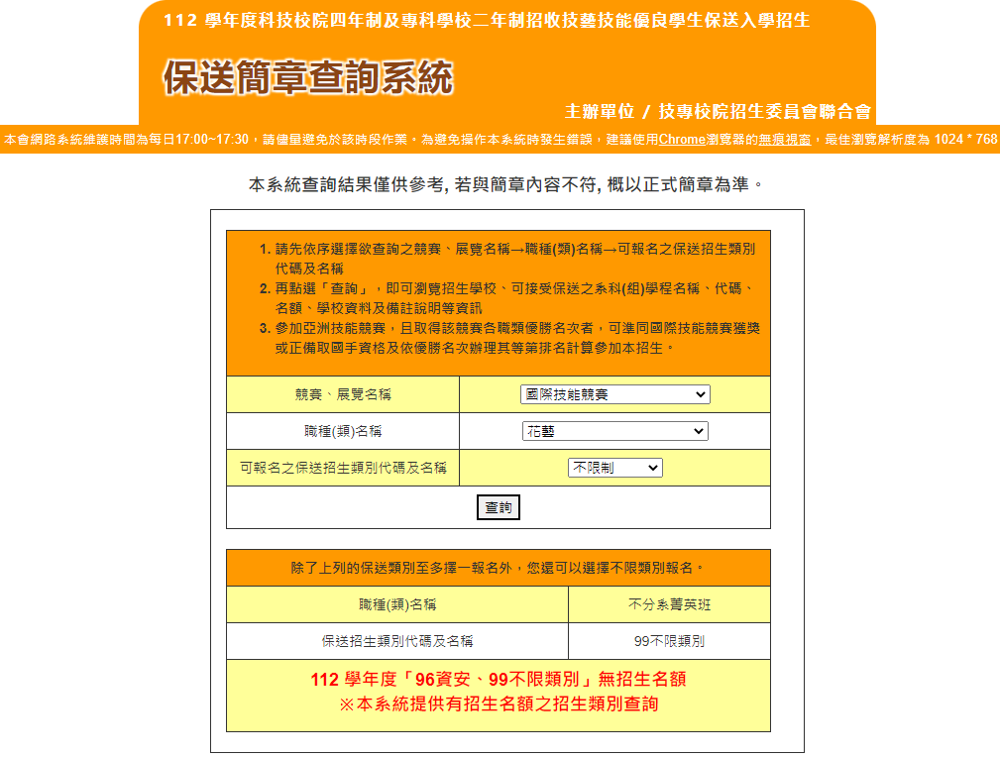 112 學年度科技校院四年制及專科學校二年制招收技藝技能優良學生保送入學招生
保送簡章查詢系統
主辦單位 / 技專校院招生委員會聯合會
本會網路系統維護時間為每日17:00~17:30，請儘量避免於該時段作業。為避免操作本系統時發生錯誤，建議使用Chrome瀏覽器的無痕視窗，最佳瀏覽解析度為 1024 * 768
本系統查詢結果僅供參考, 若與簡章內容不符, 概以正式簡章為準。
1. 請先依序選擇欲查詢之競賽、展覽名稱→職種(類)名稱→可報名之保送招生類別
代碼及名稱
2. 再點選「查詢」，即可瀏覽招生學校、可接受保送之系科(組)學程名稱、代碼、
名額、學校資料及備註說明等資訊
3. 參加亞洲技能競賽，且取得該競賽各職類優勝名次者，可準同國際技能競賽獲獎
或正備取國手資格及依優勝名次辦理其等第排名計算參加本招生。
競賽、展覽名稱 國際技能競賽
職種(類)名稱 花藝
可報名之保送招生類別代碼及名稱 不限制
查詢
除了上列的保送類別至多擇一報名外，您還可以選擇不限類別報名。
職種(類)名稱 不分系菁英班
保送招生類別代碼及名稱 99不限類別
112 學年度「96資安、99不限類別」無招生名額
※本系統提供有招生名額之招生類別查詢